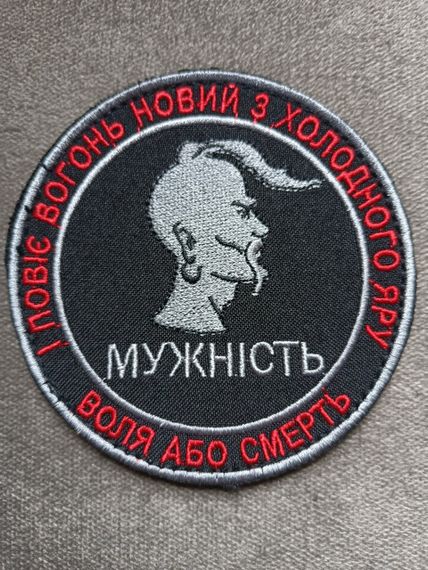 І ПОВІЄ ВОГОНЬ НОВИЙ З ХОЛОДНОГО ЯРУ
МУЖНІСТЬ
ВОЛЯ АБО СМЕРТЬ